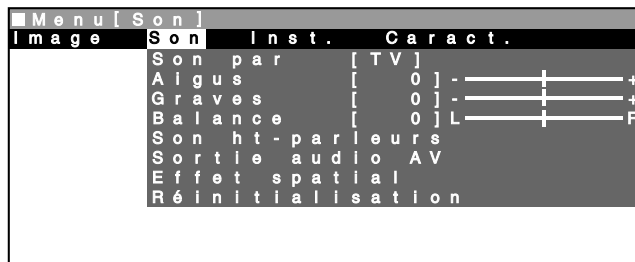 ■Menu[Son]
Image Son Inst. Caract.
Son par [TV]
Aigus [ 0] - +
Graves [ 0] - +
Balance [ 0] L R
Son ht-parleurs
Sortie audio AV
Effet spatial
Réinitialisation